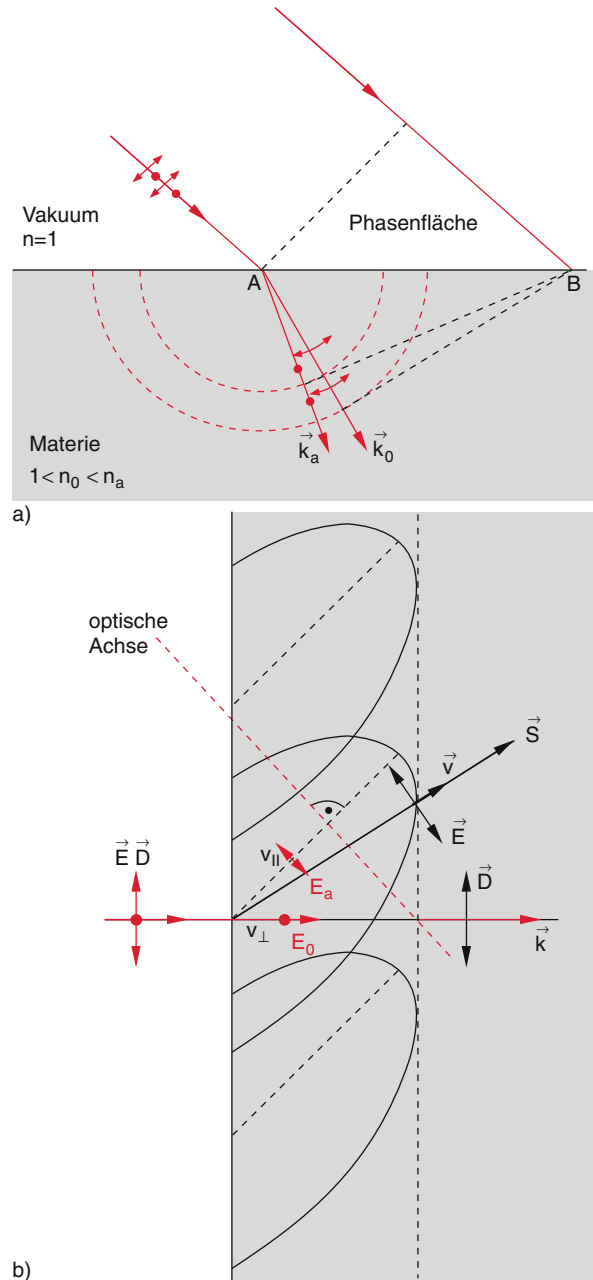 Vakuum
n=1
Phasenfläche
A
B
Materie
1< n₀ < nₐ
k⃗ₐ
k⃗₀
a)
optische
Achse
S⃗
v⃗
E⃗ D⃗
v||
E⃗
Eₐ
D⃗
v⊥
E₀
k⃗
b)